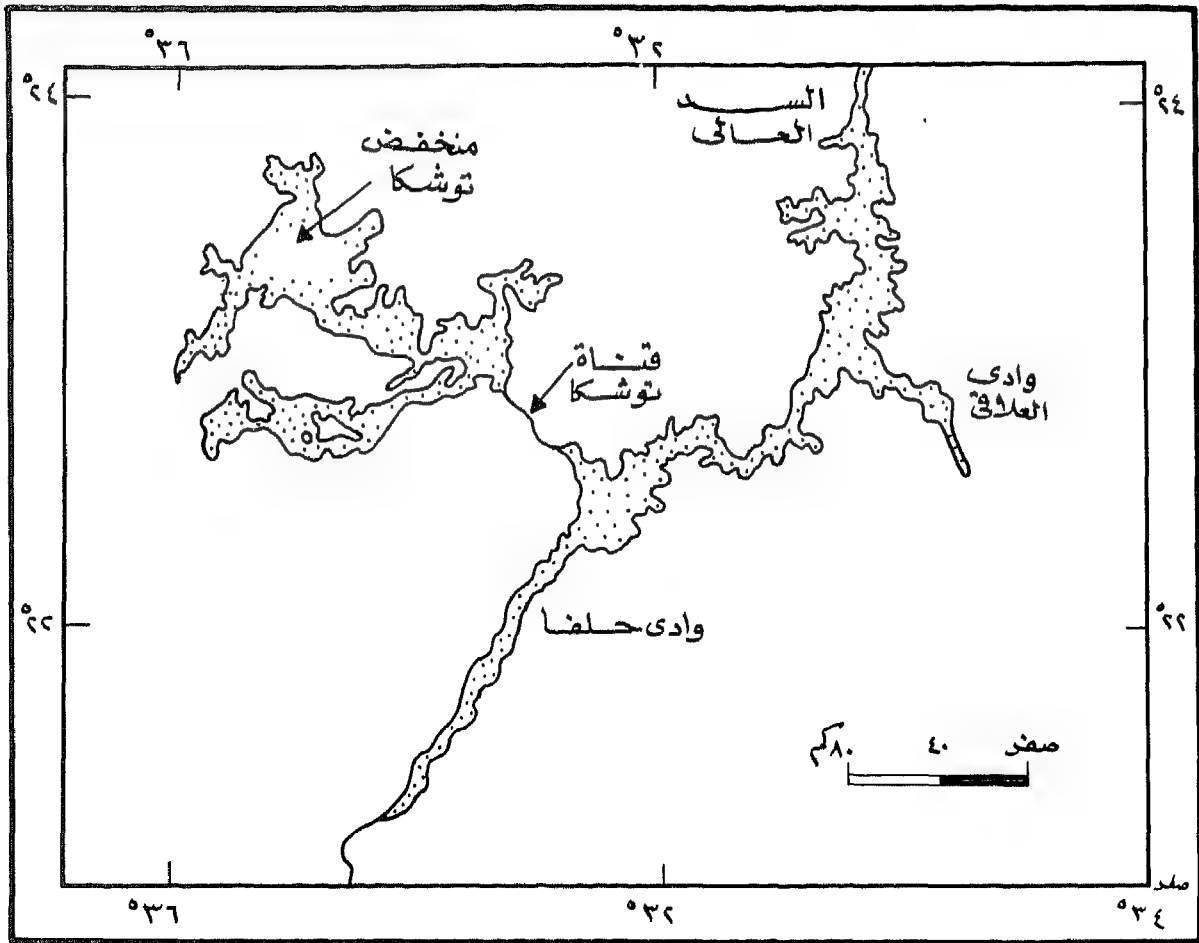 °٣٦
°٣٢
°٢٤
°٢٤
السد
العالى
منخفض
توشكا
قناة
توشكا
وادى
العلاقى
°٢٢
°٢٢
وادى حلفا
صفر ٤٠ ٨٠كم
°٣٦
°٣٢
°٣٤